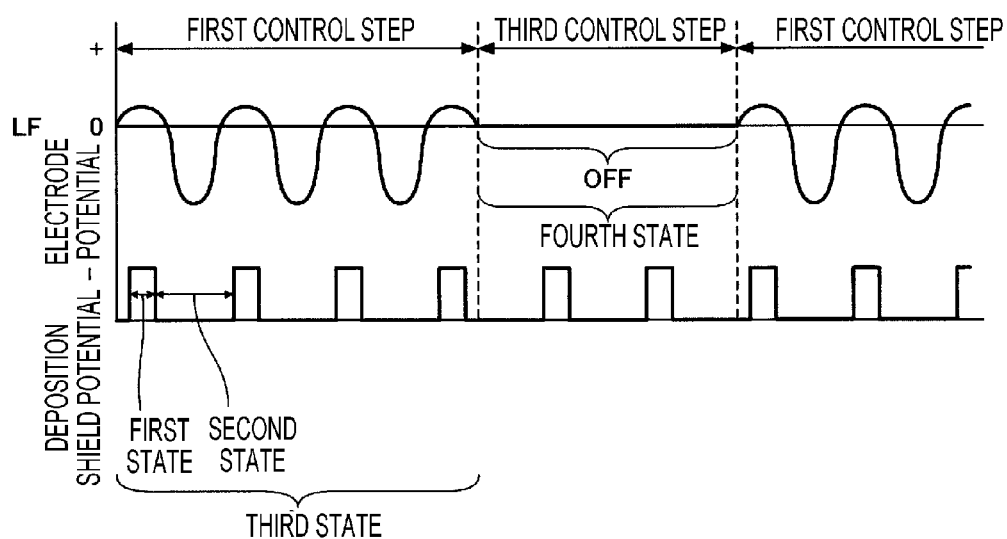 FIRST CONTROL STEP
THIRD CONTROL STEP
FIRST CONTROL STEP
+
LF
0
ELECTRODE
POTENTIAL
–
OFF
FOURTH STATE
DEPOSITION
SHIELD POTENTIAL
FIRST
STATE
SECOND
STATE
THIRD STATE